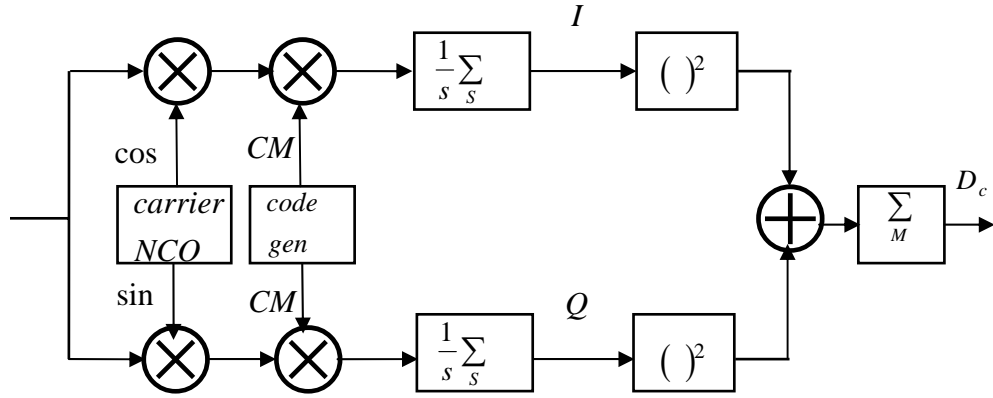 I
1/s ∑ S
( )²
cos
CM
carrier
NCO
code
gen
∑ M
D_c
sin
CM
Q
1/s ∑ S
( )²